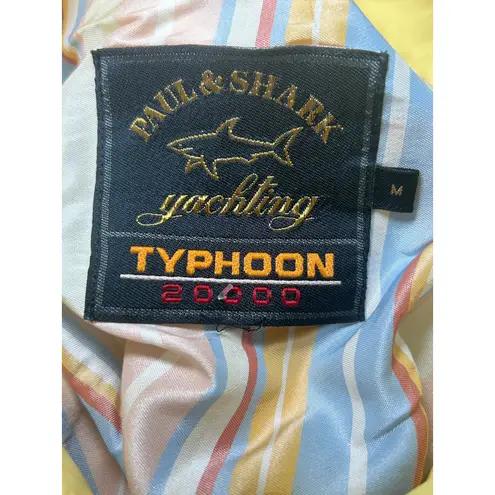 PAUL & SHARK
yachting
TYPHOON
20000
M